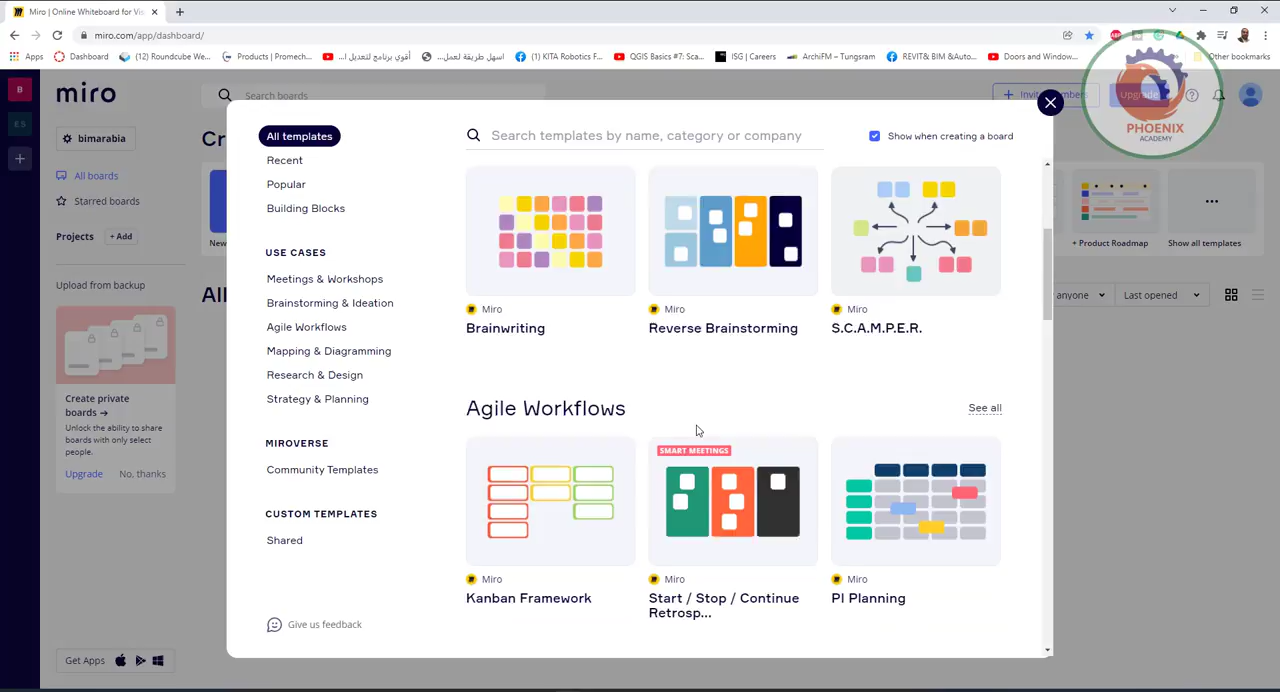 Miro | Online Whiteboard for Vis
miro.com/app/dashboard/
Apps
Dashboard
(12) Roundcube We...
Products | Promech...
أقوي برنامج لتعديل ا...
اسهل طريقة لعمل...
(1) KITA Robotics F...
QGIS Basics #7: Sca...
ISG | Careers
ArchiFM – Tungsram
REVIT& BIM &Auto...
Doors and Window...
Other bookmarks
B
miro
Search boards
Upgrade
PHOENIX
ACADEMY
E S
bimarabia
All boards
Starred boards
Projects
+ Add
Upload from backup
Create private
boards →
Unlock the ability to share
boards with only select
people.
Upgrade
No, thanks
Get Apps
All templates
Recent
Popular
Building Blocks
USE CASES
Meetings & Workshops
Brainstorming & Ideation
Agile Workflows
Mapping & Diagramming
Research & Design
Strategy & Planning
MIROVERSE
Community Templates
CUSTOM TEMPLATES
Shared
Give us feedback
Search templates by name, category or company
Show when creating a board
Miro
Brainwriting
Miro
Reverse Brainstorming
Miro
S.C.A.M.P.E.R.
Agile Workflows
See all
Miro
Kanban Framework
SMART MEETINGS
Miro
Start / Stop / Continue
Retrosp...
Miro
PI Planning
+ Product Roadmap
Show all templates
anyone
Last opened